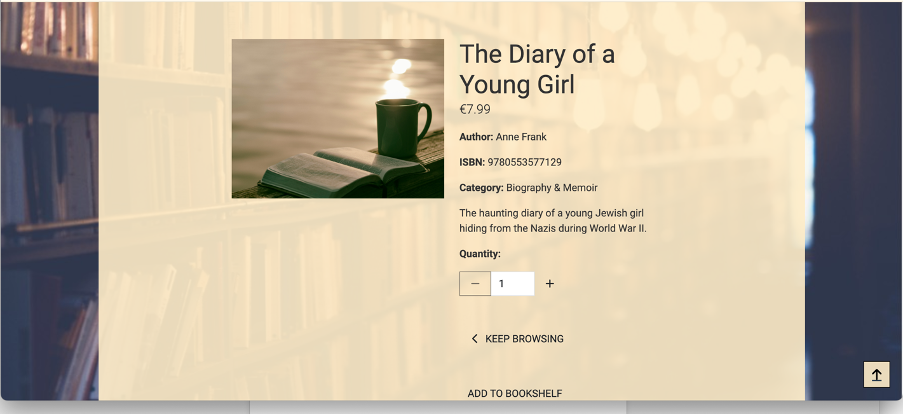 The Diary of a
Young Girl
€7.99
Author: Anne Frank
ISBN: 9780553577129
Category: Biography & Memoir
The haunting diary of a young Jewish girl
hiding from the Nazis during World War II.
Quantity:
− 1 +
KEEP BROWSING
ADD TO BOOKSHELF